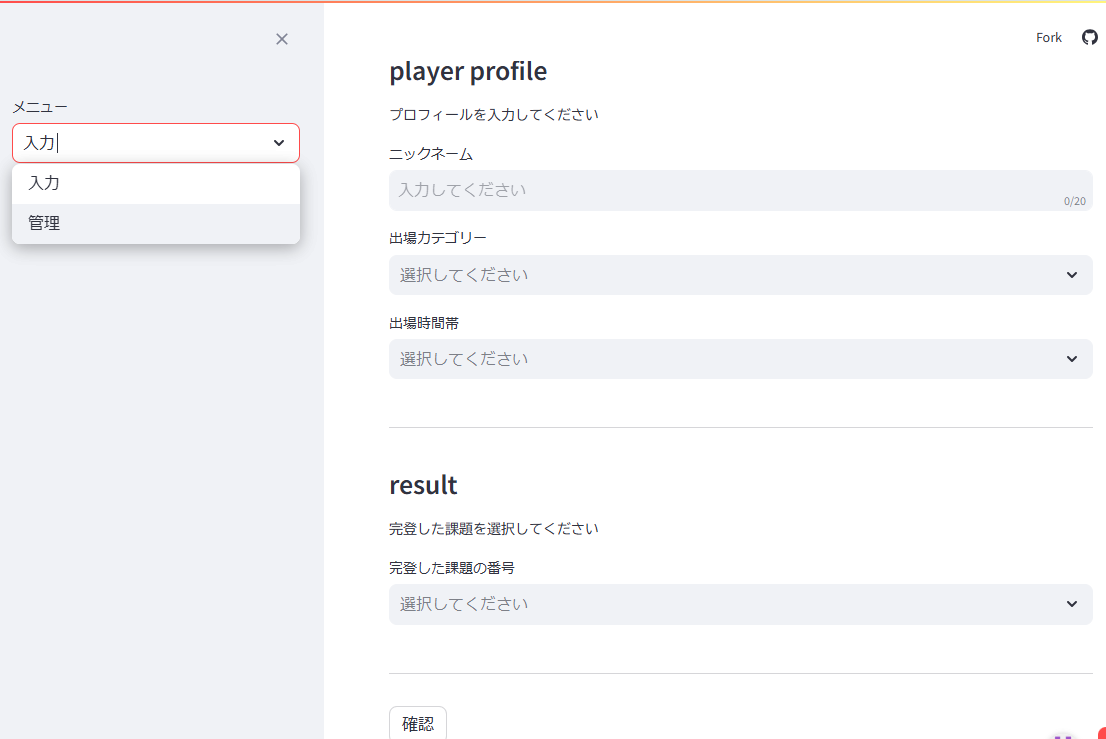 メニュー
入力
入力
管理
Fork
player profile
プロフィールを入力してください
ニックネーム
入力してください
0/20
出場カテゴリー
選択してください
出場時間帯
選択してください
result
完登した課題を選択してください
完登した課題の番号
選択してください
確認